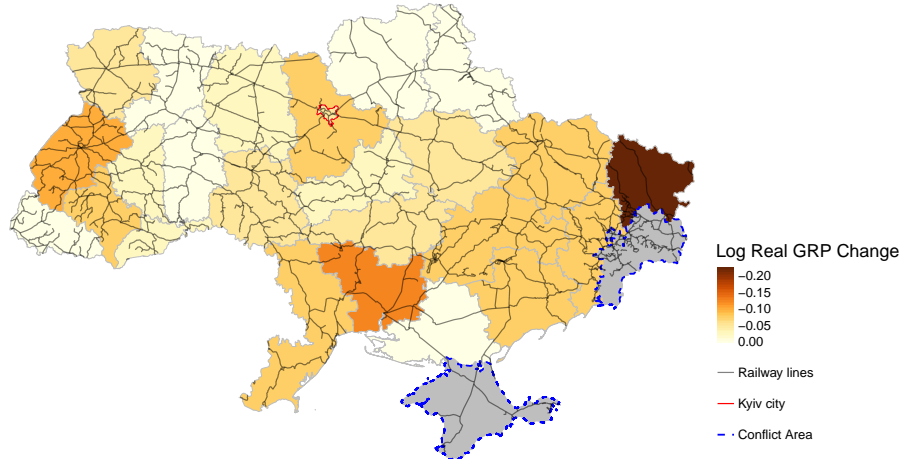 Log Real GRP Change
−0.20
−0.15
−0.10
−0.05
0.00
Railway lines
Kyiv city
Conflict Area